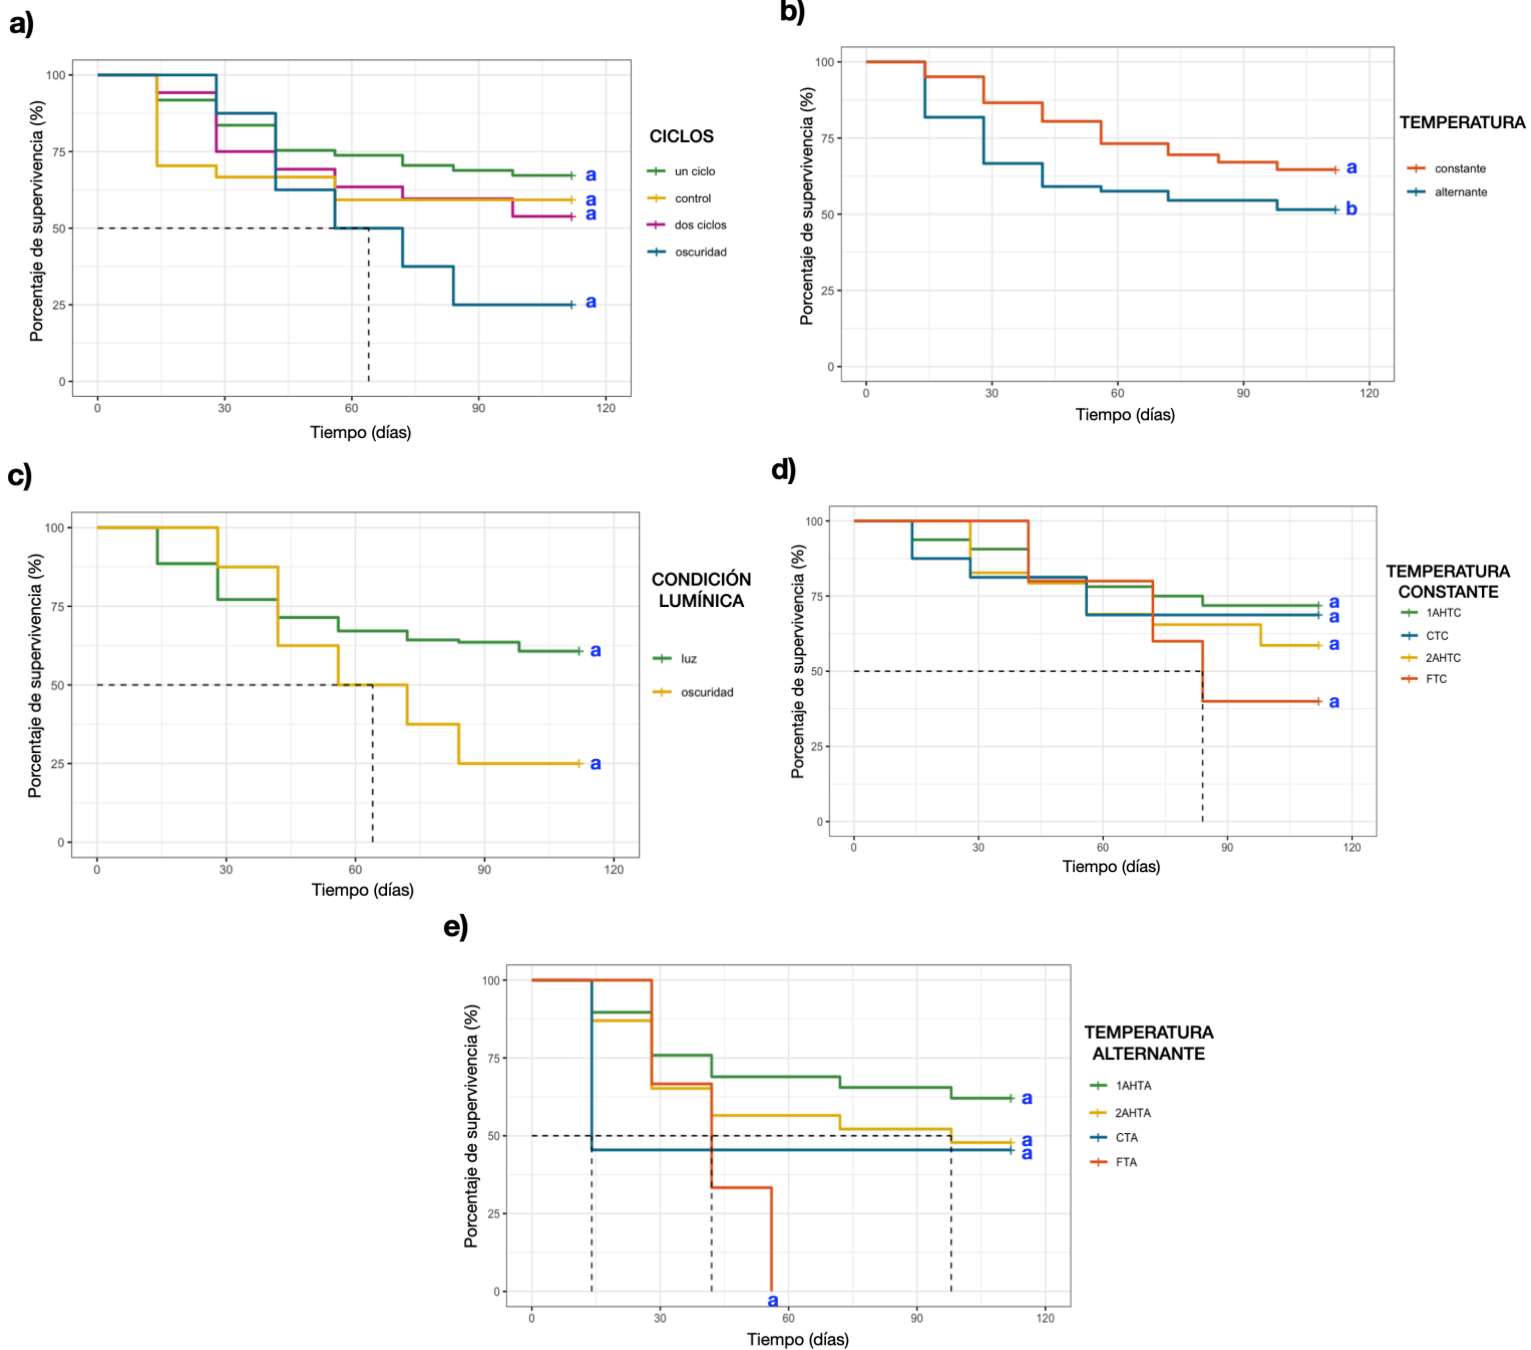 a)
Porcentaje de supervivencia (%)
100
75
50
25
0
0 30 60 90 120
Tiempo (días)
a
a
a
a
CICLOS
un ciclo
control
dos ciclos
oscuridad
b)
Porcentaje de supervivencia (%)
100
75
50
25
0
0 30 60 90 120
Tiempo (días)
a
b
TEMPERATURA
constante
alternante
c)
Porcentaje de supervivencia (%)
100
75
50
25
0
0 30 60 90 120
Tiempo (días)
a
a
CONDICIÓN
LUMÍNICA
luz
oscuridad
d)
Porcentaje de supervivencia (%)
100
75
50
25
0
0 30 60 90 120
Tiempo (días)
a
a
a
a
TEMPERATURA
CONSTANTE
1AHTC
CTC
2AHTC
FTC
e)
Porcentaje de supervivencia (%)
100
75
50
25
0
0 30 60 90 120
Tiempo (días)
a
a
a
a
TEMPERATURA
ALTERNANTE
1AHTA
2AHTA
CTA
FTA